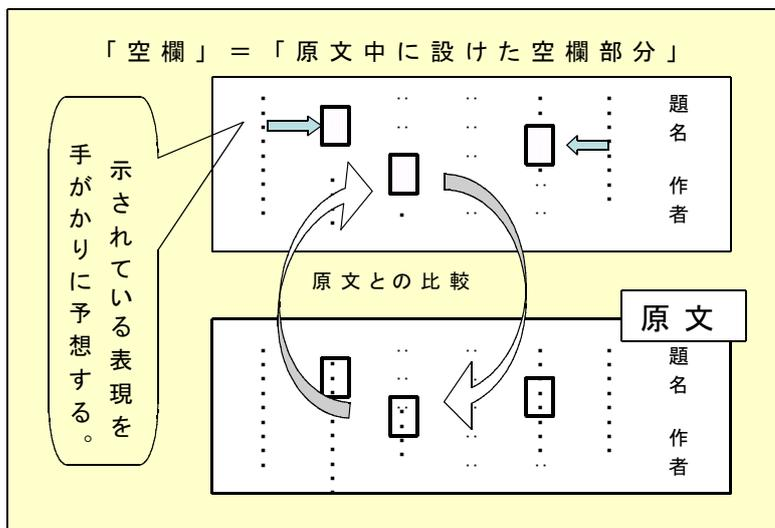 「空欄」＝「原文中に設けた空欄部分」
題名　作者
示されている表現を
手がかりに予想する。
原文との比較
原文
題名　作者